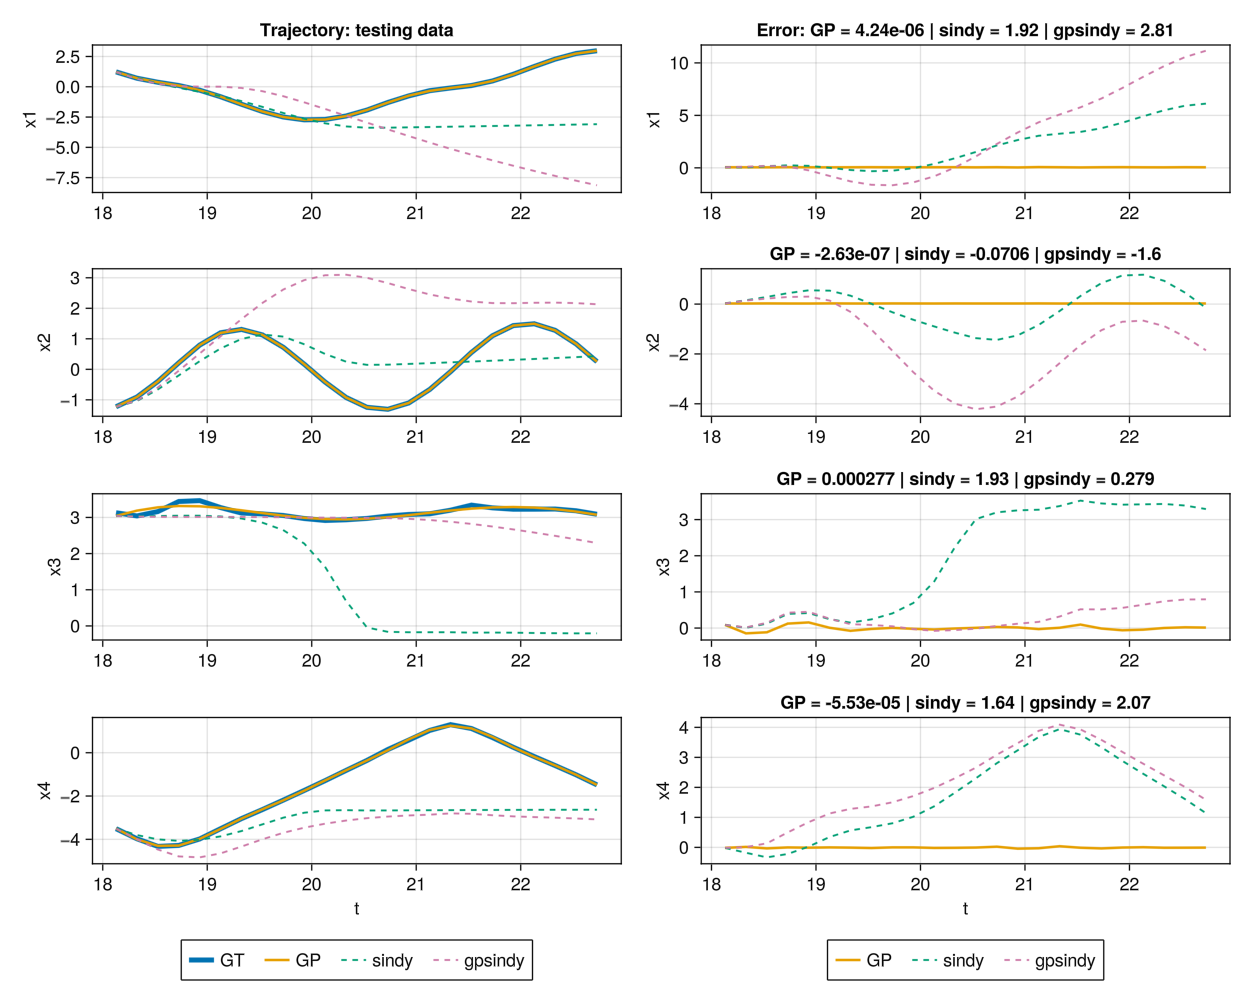 Trajectory: testing data
x1
2.5
0.0
−2.5
−5.0
−7.5
18 19 20 21 22
Error: GP = 4.24e-06 | sindy = 1.92 | gpsindy = 2.81
x1
10
5
0
18 19 20 21 22
x2
3
2
1
0
−1
18 19 20 21 22
GP = -2.63e-07 | sindy = -0.0706 | gpsindy = -1.6
x2
0
−2
−4
18 19 20 21 22
x3
3
2
1
0
18 19 20 21 22
GP = 0.000277 | sindy = 1.93 | gpsindy = 0.279
x3
3
2
1
0
18 19 20 21 22
x4
0
−2
−4
18 19 20 21 22
t
GP = -5.53e-05 | sindy = 1.64 | gpsindy = 2.07
x4
4
3
2
1
0
18 19 20 21 22
t
GT GP sindy gpsindy
GP sindy gpsindy